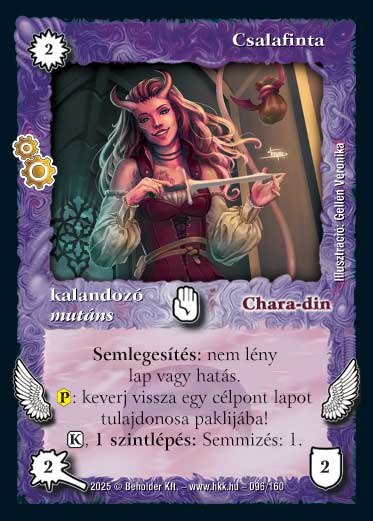 2
Csalafinta
Illusztráció: Gellén Veronika
kalandozó
mutáns
Chara-din
Semlegesítés: nem lény
lap vagy hatás.
P: keverj vissza egy célpont lapot
tulajdonosa paklijába!
K, 1 szintlépés: Semmizés: 1.
2
2
2025 © Beholder Kft. – www.hkk.hu – 096/160